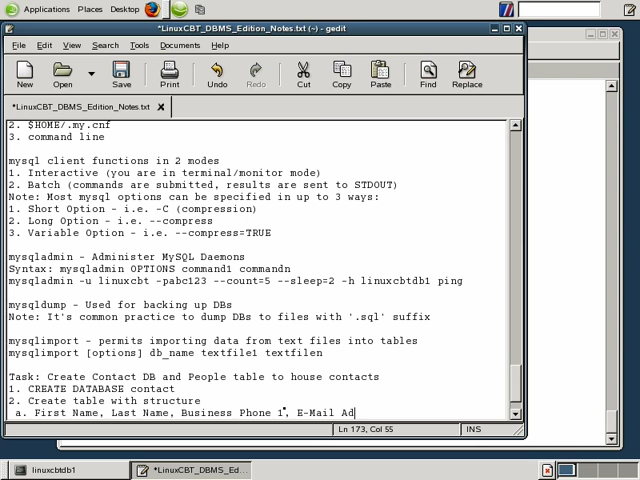 Applications Places Desktop
*LinuxCBT_DBMS_Edition_Notes.txt (~) - gedit
File Edit View Search Tools Documents Help
New Open Save Print Undo Redo Cut Copy Paste Find Replace
*LinuxCBT_DBMS_Edition_Notes.txt
2. $HOME/.my.cnf
3. command line
mysql client functions in 2 modes
1. Interactive (you are in terminal/monitor mode)
2. Batch (commands are submitted, results are sent to STDOUT)
Note: Most mysql options can be specified in up to 3 ways:
1. Short Option - i.e. -C (compression)
2. Long Option - i.e. --compress
3. Variable Option - i.e. --compress=TRUE
mysqladmin - Administer MySQL Daemons
Syntax: mysqladmin OPTIONS command1 commandn
mysqladmin -u linuxcbt -pabc123 --count=5 --sleep=2 -h linuxcbtdb1 ping
mysqldump - Used for backing up DBs
Note: It's common practice to dump DBs to files with '.sql' suffix
mysqlimport - permits importing data from text files into tables
mysqlimport [options] db_name textfile1 textfilen
Task: Create Contact DB and People table to house contacts
1. CREATE DATABASE contact
2. Create table with structure
a. First Name, Last Name, Business Phone 1, E-Mail Ad
Ln 173, Col 55 INS
linuxcbtdb1 *LinuxCBT_DBMS_Ed...